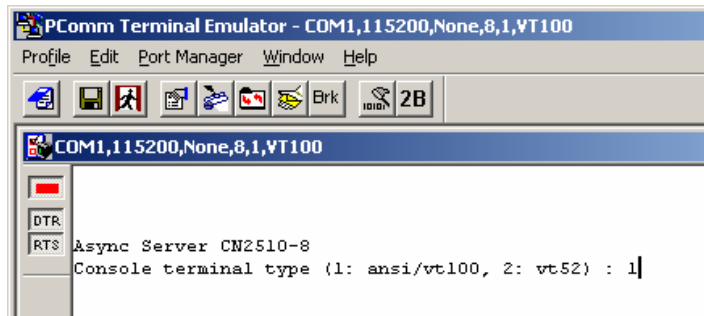 PComm Terminal Emulator - COM1,115200,None,8,1,VT100
Profile Edit Port Manager Window Help
Brk 2B
COM1,115200,None,8,1,VT100
DTR
RTS
Async Server CN2510-8
Console terminal type (1: ansi/vt100, 2: vt52) : 1